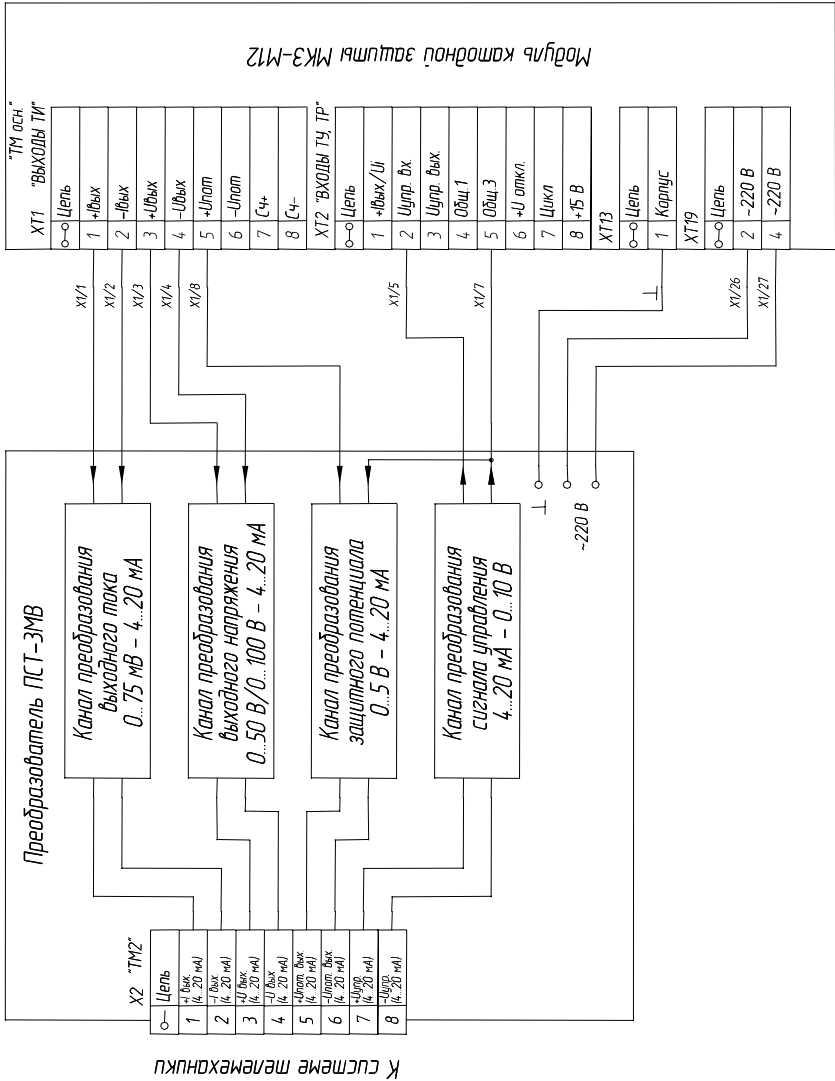 Модуль катодной защиты МКЗ-М12
"ТМ осн."
XT1 "ВЫХОДЫ ТИ"
Цепь
1 +Iвых
2 -Iвых
3 +Uвых
4 -Uвых
5 +Uпот
6 -Uпот
7 Сч+
8 Сч-
XT2 "ВХОДЫ ТУ, ТР"
Цепь
1 +Iвых/Ui
2 Uупр. вх.
3 Uупр. вых.
4 Общ.1
5 Общ.3
6 +U откл.
7 Цикл
8 +15 В
XT13
Цепь
1 Корпус
XT19
Цепь
2 ~220 В
4 ~220 В
X1/1
X1/2
X1/3
X1/4
X1/8
X1/5
X1/7
X1/26
X1/27
Преобразователь ПСТ-3МВ
Канал преобразования
выходного тока
0...75 мВ - 4...20 мА
Канал преобразования
выходного напряжения
0...50 В/0...100 В - 4...20 мА
Канал преобразования
защитного потенциала
0...5 В - 4...20 мА
Канал преобразования
сигнала управления
4...20 мА - 0...10 В
~220 В
X2 "ТМ2"
Цепь
1 +I вых. (4...20 мА)
2 -I вых. (4...20 мА)
3 +U вых. (4...20 мА)
4 -U вых. (4...20 мА)
5 +Uпот. вых. (4...20 мА)
6 -Uпот. вых. (4...20 мА)
7 +Uупр. (4...20 мА)
8 -Uупр. (4...20 мА)
К системе телемеханики